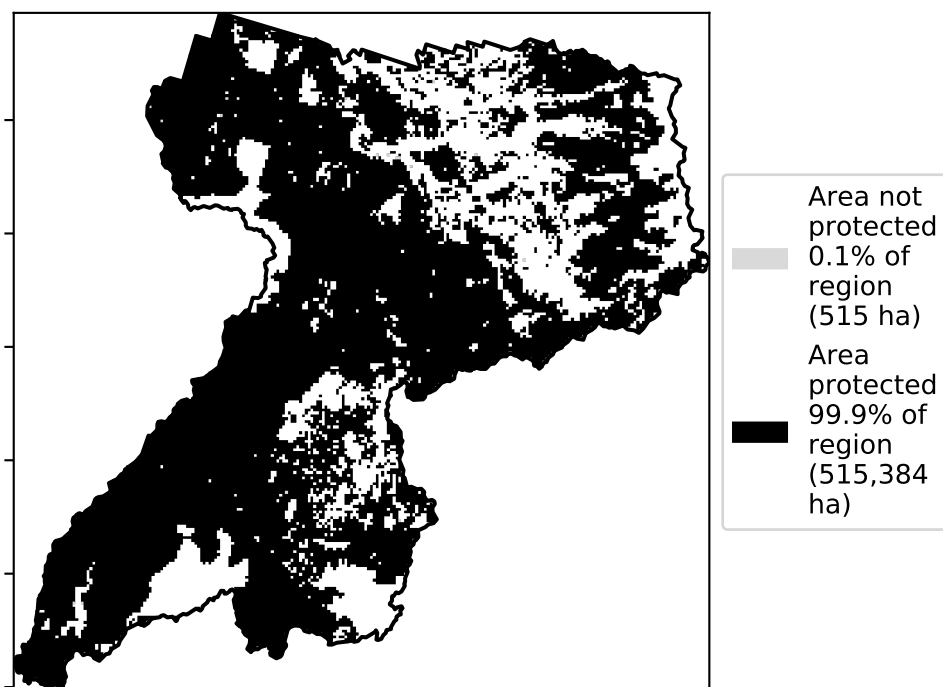 Area not
protected
0.1% of
region
(515 ha)
Area
protected
99.9% of
region
(515,384
ha)